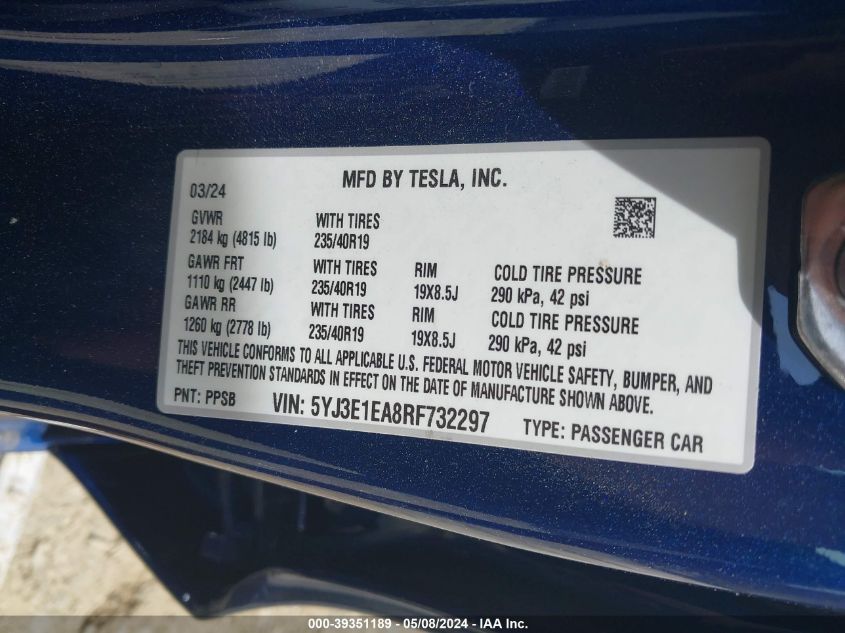 MFD BY TESLA, INC.
03/24
GVWR WITH TIRES
2184 kg (4815 lb) 235/40R19
GAWR FRT WITH TIRES RIM COLD TIRE PRESSURE
1110 kg (2447 lb) 235/40R19 19X8.5J 290 kPa, 42 psi
GAWR RR WITH TIRES RIM COLD TIRE PRESSURE
1260 kg (2778 lb) 235/40R19 19X8.5J 290 kPa, 42 psi
THIS VEHICLE CONFORMS TO ALL APPLICABLE U.S. FEDERAL MOTOR VEHICLE SAFETY, BUMPER, AND
THEFT PREVENTION STANDARDS IN EFFECT ON THE DATE OF MANUFACTURE SHOWN ABOVE.
PNT: PPSB VIN: 5YJ3E1EA8RF732297 TYPE: PASSENGER CAR
000-39351189 - 05/08/2024 - IAA Inc.